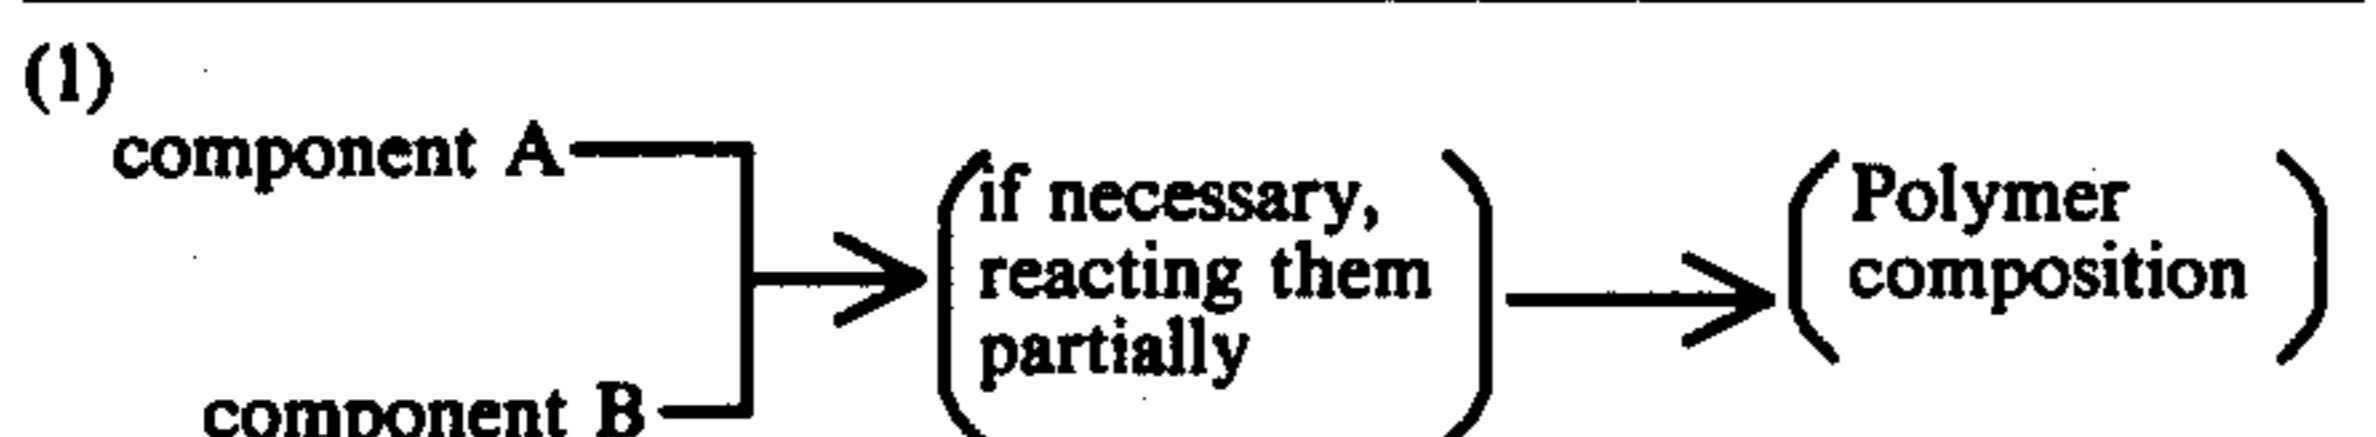 (1)
component A
if necessary,
reacting them
partially
Polymer
composition
component B